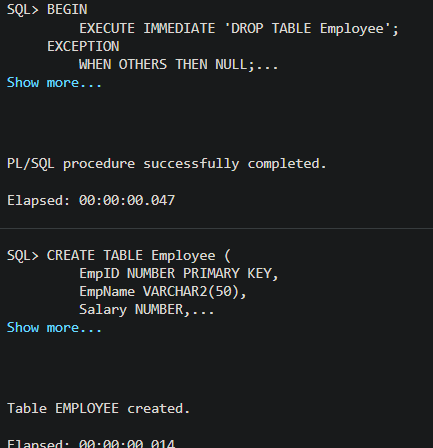 SQL> BEGIN
EXECUTE IMMEDIATE 'DROP TABLE Employee';
EXCEPTION
WHEN OTHERS THEN NULL;...
Show more...
PL/SQL procedure successfully completed.
Elapsed: 00:00:00.047
SQL> CREATE TABLE Employee (
EmpID NUMBER PRIMARY KEY,
EmpName VARCHAR2(50),
Salary NUMBER,...
Show more...
Table EMPLOYEE created.
Elapsed: 00:00:00.014